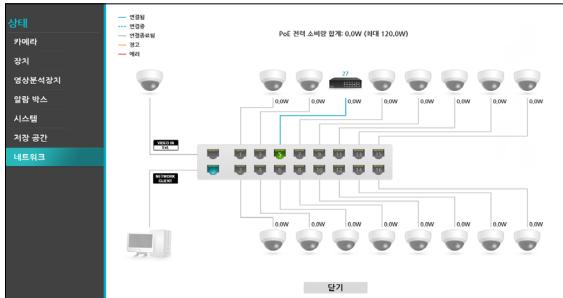 상태
카메라
장치
영상분석장치
알람 박스
시스템
저장 공간
네트워크
연결됨
연결중
연결종료됨
경고
에러
PoE 전력 소비량 합계: 0.0W (최대 120.0W)
27
0.0W 0.0W 0.0W 0.0W 0.0W 0.0W 0.0W 0.0W
VIDEO IN
Ext.
NETWORK
CLIENT
0.0W 0.0W 0.0W 0.0W 0.0W 0.0W 0.0W 0.0W
닫기